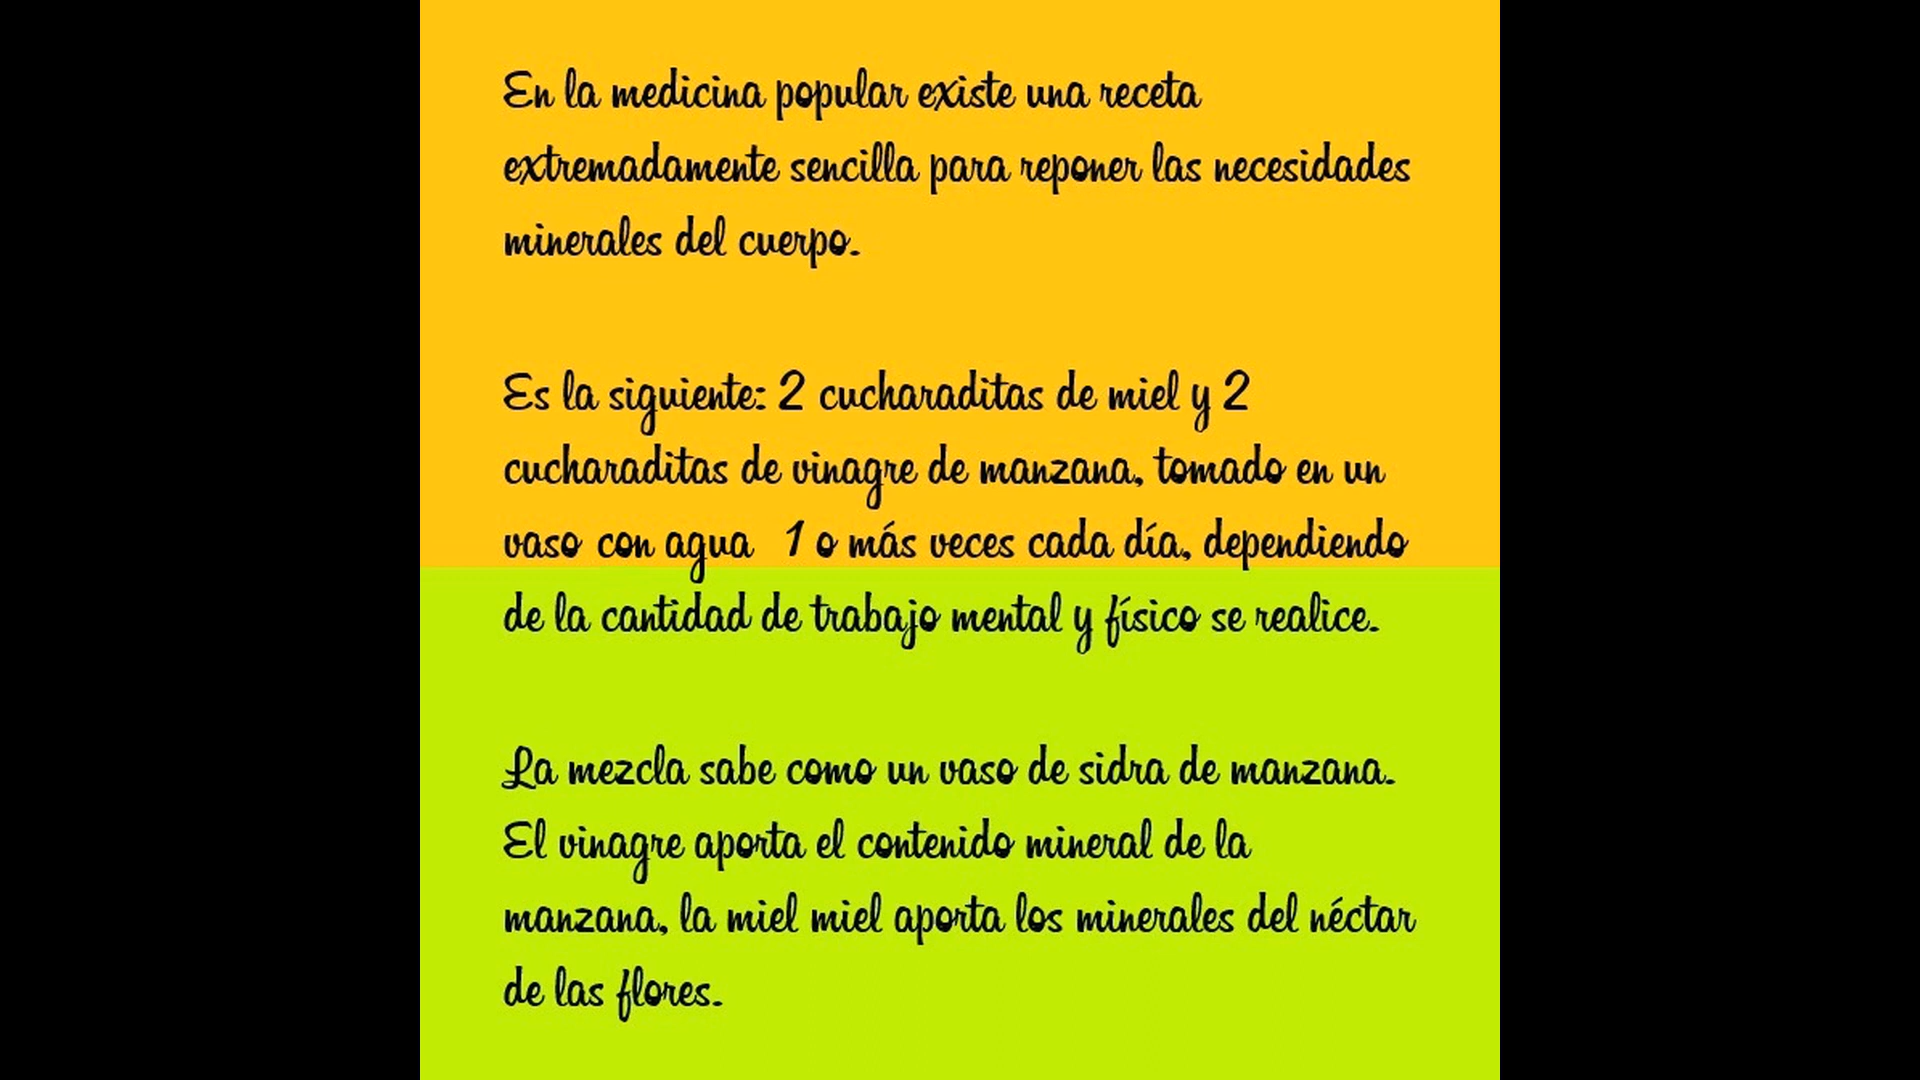 En la medicina popular existe una receta
extremadamente sencilla para reponer las necesidades
minerales del cuerpo.
Es la siguiente: 2 cucharaditas de miel y 2
cucharaditas de vinagre de manzana, tomado en un
vaso con agua 1 o más veces cada día, dependiendo
de la cantidad de trabajo mental y físico se realice.
La mezcla sabe como un vaso de sidra de manzana.
El vinagre aporta el contenido mineral de la
manzana, la miel miel aporta los minerales del néctar
de las flores.